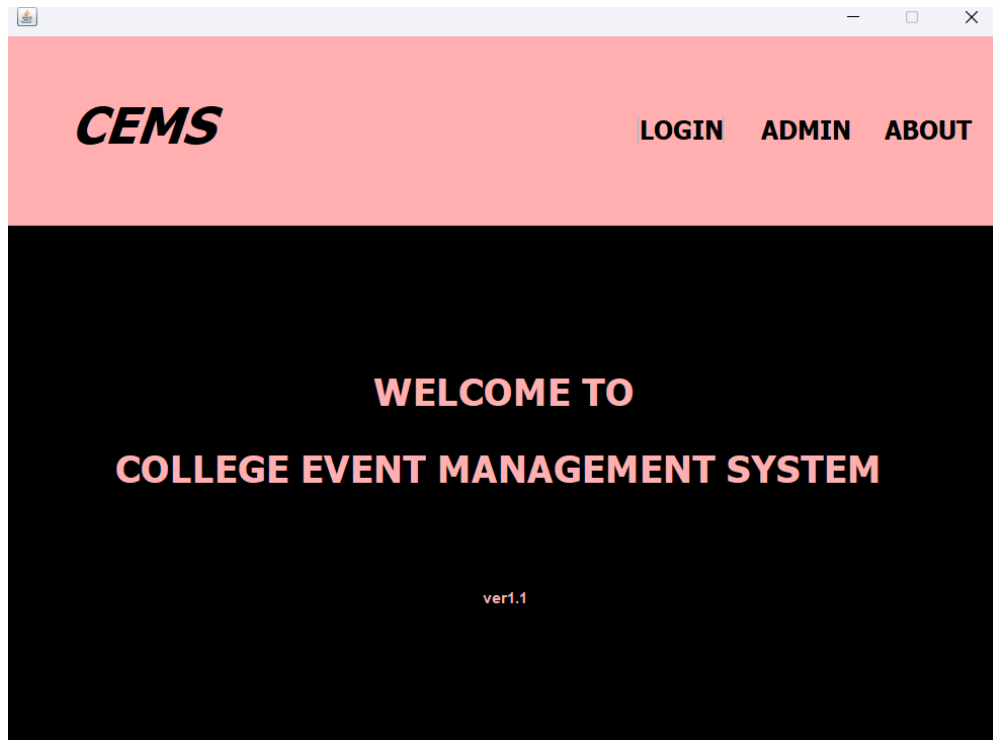 CEMS
LOGIN ADMIN ABOUT
WELCOME TO
COLLEGE EVENT MANAGEMENT SYSTEM
ver1.1